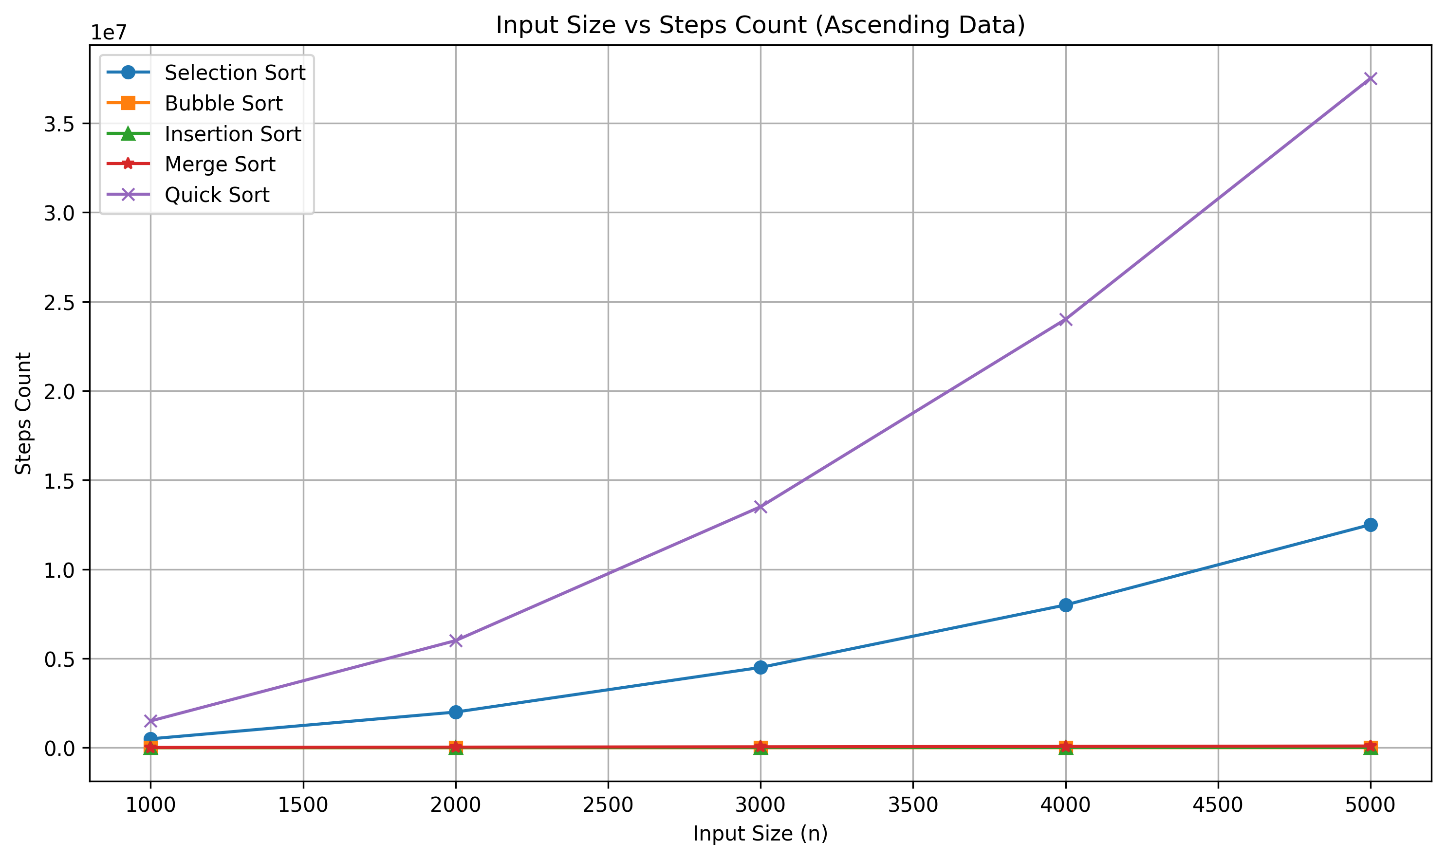 Input Size vs Steps Count (Ascending Data)
1e7
Selection Sort
Bubble Sort
Insertion Sort
Merge Sort
Quick Sort
3.5
3.0
2.5
2.0
1.5
1.0
0.5
0.0
Steps Count
1000 1500 2000 2500 3000 3500 4000 4500 5000
Input Size (n)